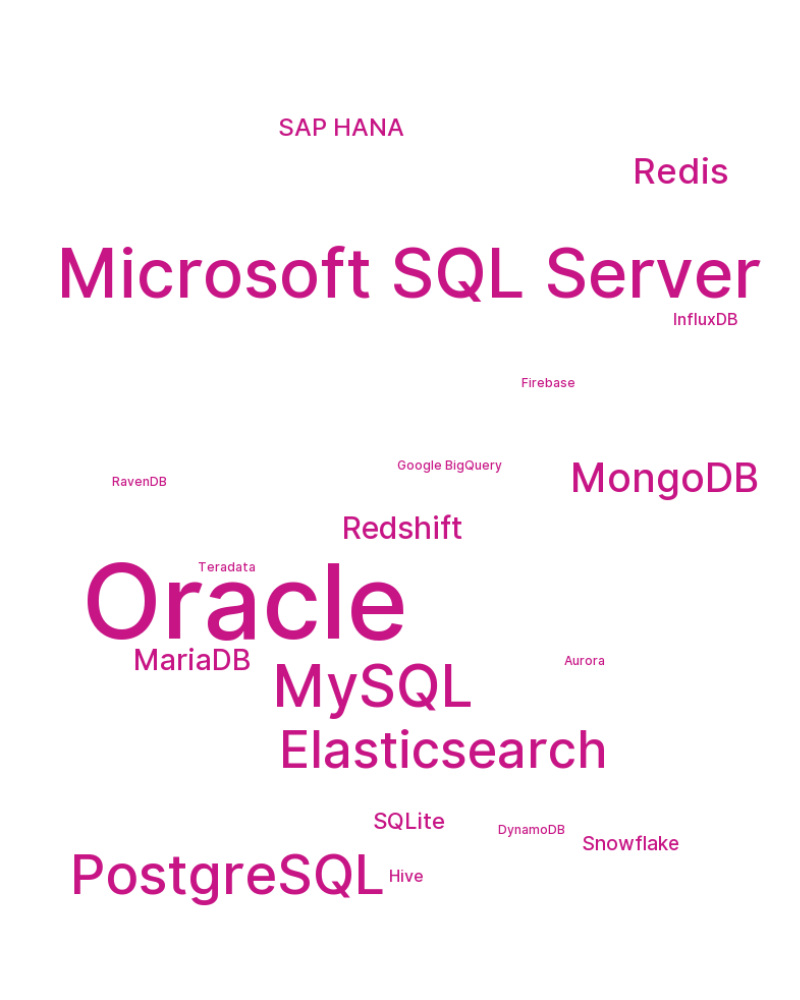 SAP HANA
Redis
Microsoft SQL Server
InfluxDB
Firebase
Google BigQuery
MongoDB
RavenDB
Redshift
Teradata
Oracle
MariaDB
Aurora
MySQL
Elasticsearch
SQLite
DynamoDB
Snowflake
PostgreSQL
Hive